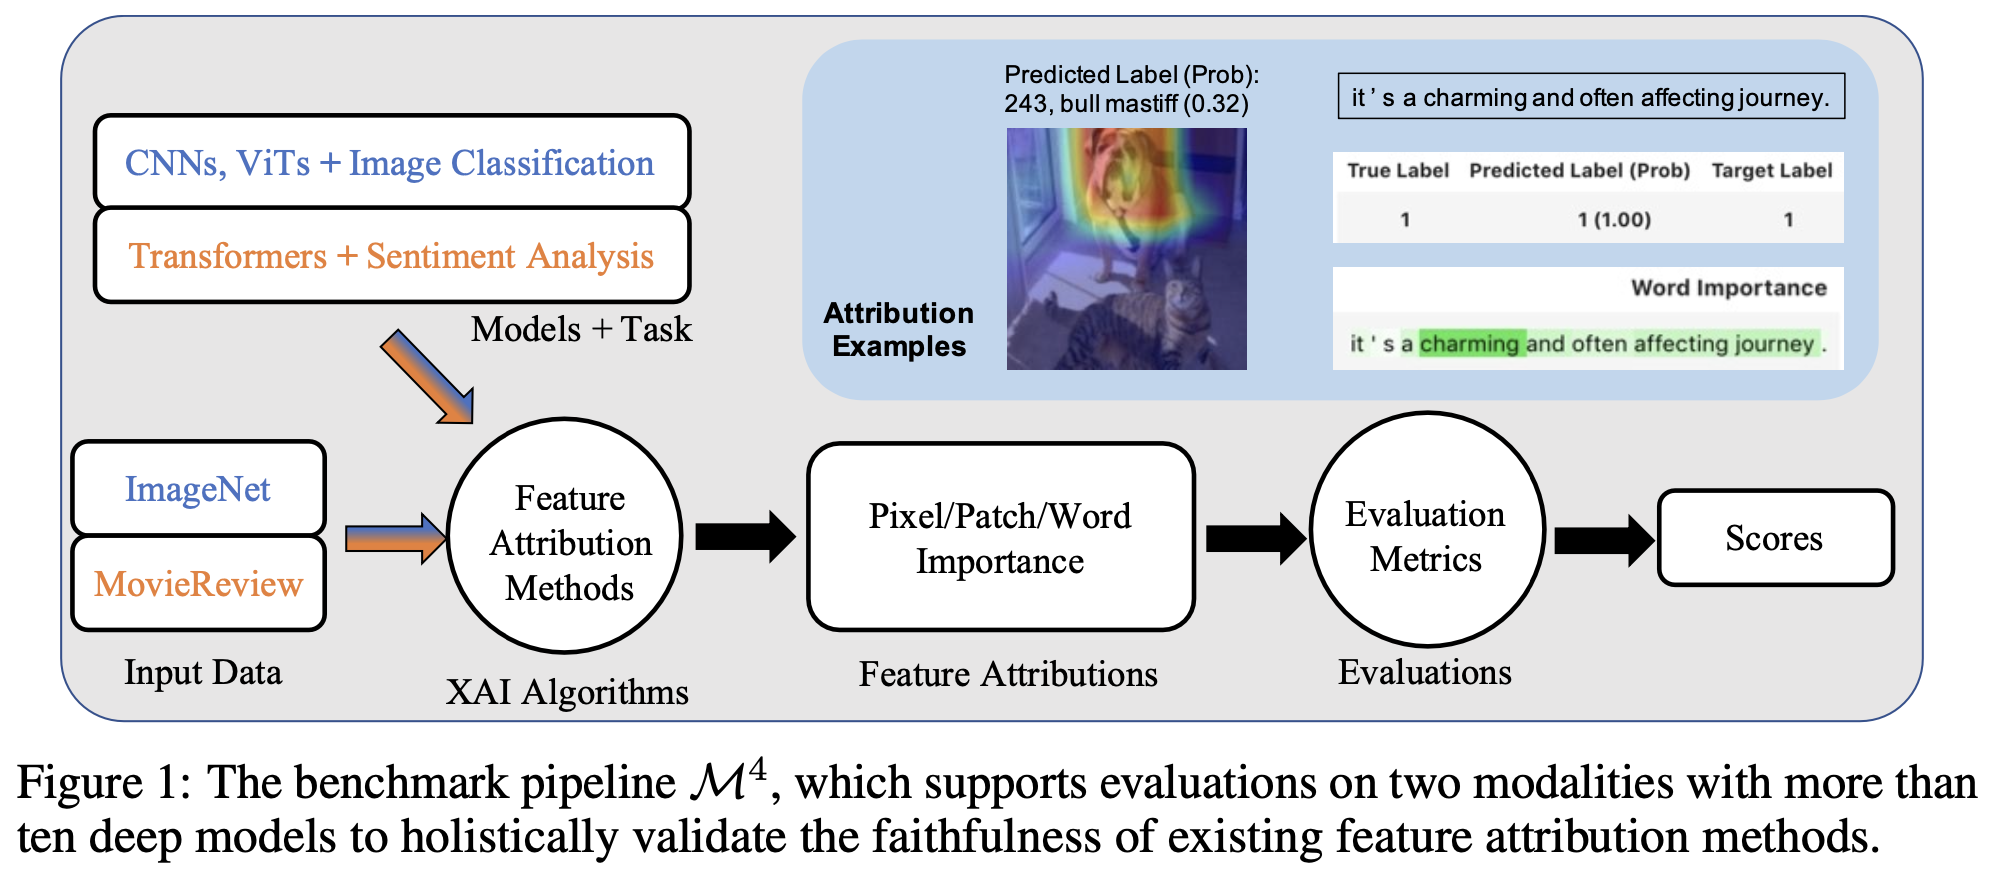 CNNs, ViTs + Image Classification
Transformers + Sentiment Analysis
Models + Task
Predicted Label (Prob):
243, bull mastiff (0.32)
Attribution
Examples
it ' s a charming and often affecting journey.
True Label Predicted Label (Prob) Target Label
1 1 (1.00) 1
Word Importance
it ' s a charming and often affecting journey .
ImageNet
MovieReview
Input Data
Feature
Attribution
Methods
XAI Algorithms
Pixel/Patch/Word
Importance
Feature Attributions
Evaluation
Metrics
Evaluations
Scores
Figure 1: The benchmark pipeline ℳ⁴, which supports evaluations on two modalities with more than
ten deep models to holistically validate the faithfulness of existing feature attribution methods.